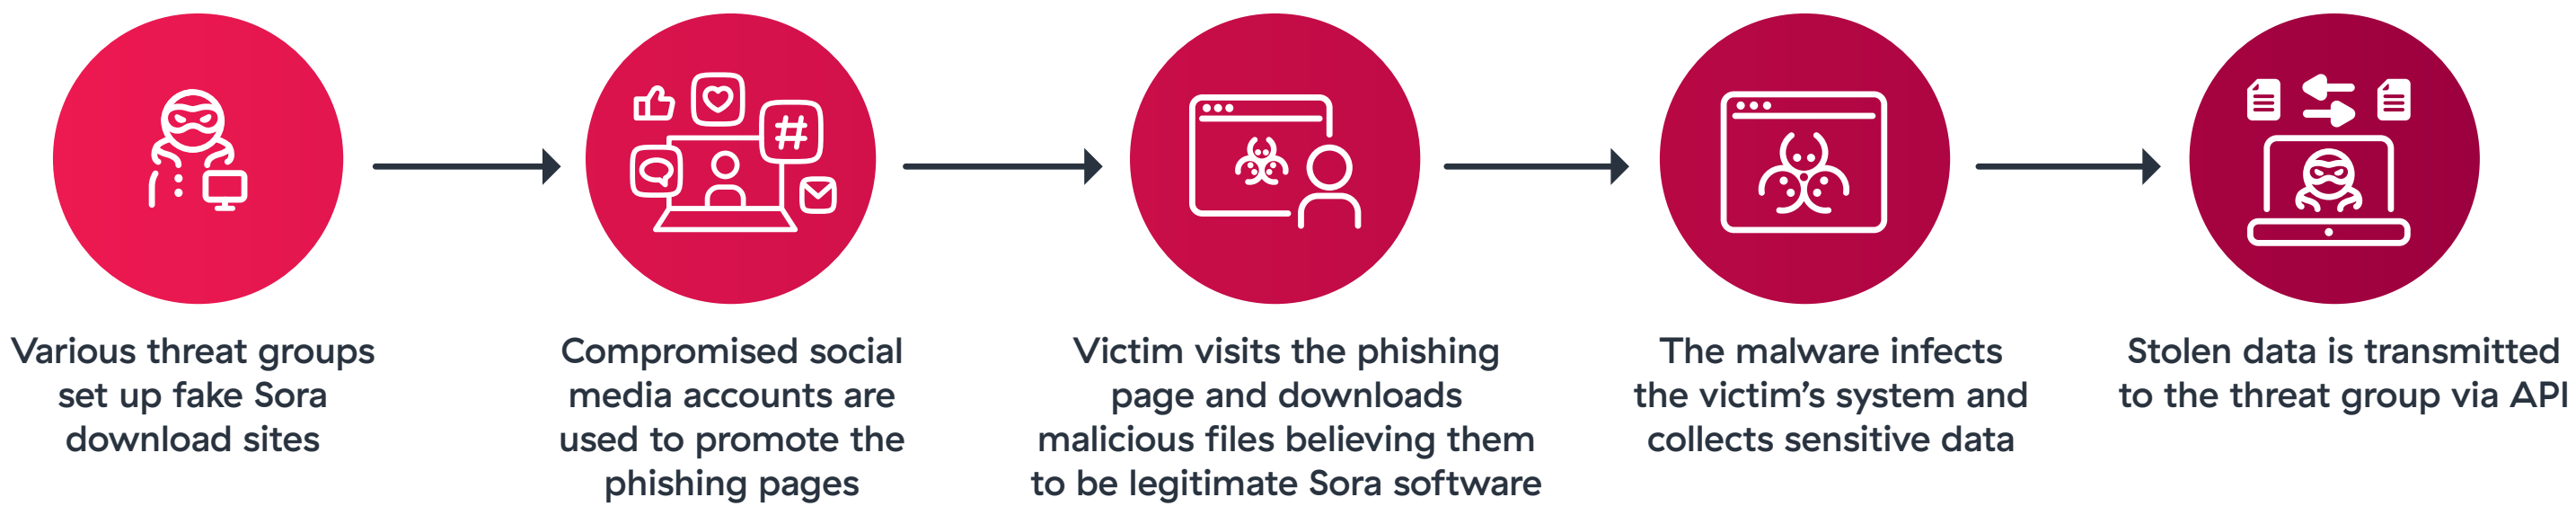 Various threat groups
set up fake Sora
download sites
Compromised social
media accounts are
used to promote the
phishing pages
Victim visits the phishing
page and downloads
malicious files believing them
to be legitimate Sora software
The malware infects
the victim’s system and
collects sensitive data
Stolen data is transmitted
to the threat group via API